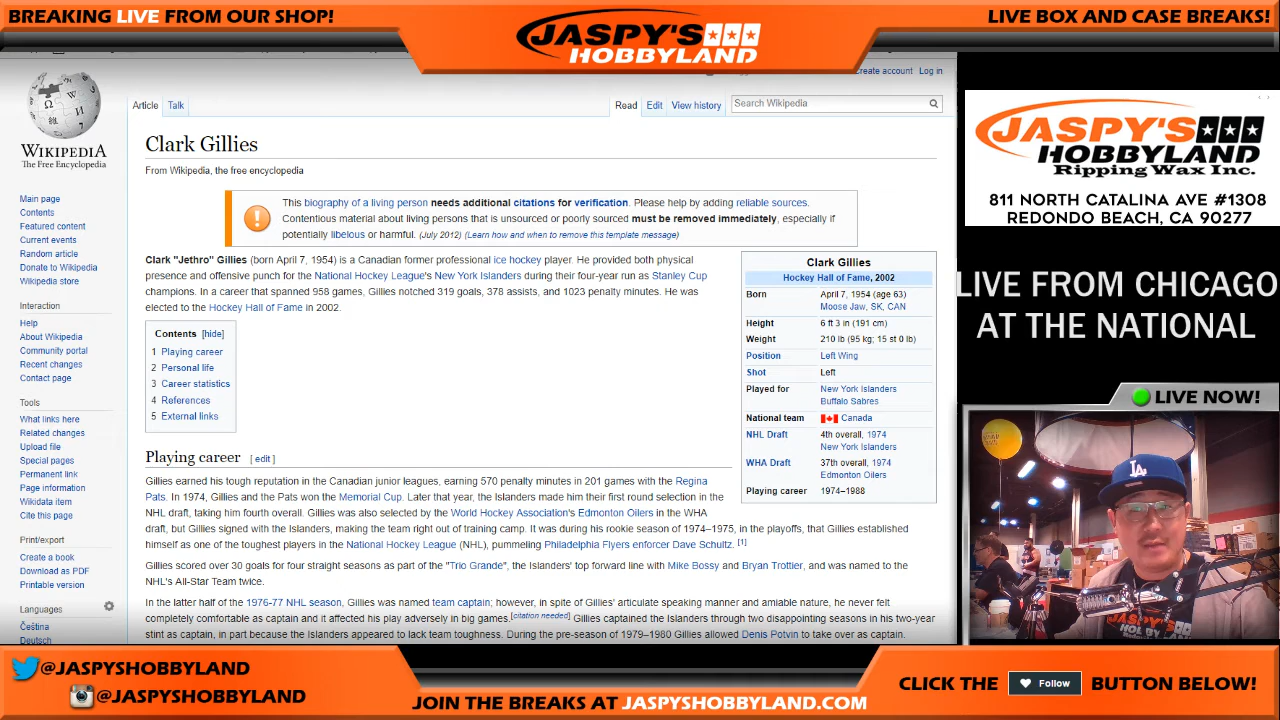 BREAKING LIVE FROM OUR SHOP!
JASPY'S
HOBBYLAND
LIVE BOX AND CASE BREAKS!
Create account Log in
Article Talk
Read Edit View history
Search Wikipedia
WIKIPEDIA
The Free Encyclopedia
Main page
Contents
Featured content
Current events
Random article
Donate to Wikipedia
Wikipedia store
Interaction
Help
About Wikipedia
Community portal
Recent changes
Contact page
Tools
What links here
Related changes
Upload file
Special pages
Permanent link
Page information
Wikidata item
Cite this page
Print/export
Create a book
Download as PDF
Printable version
Languages
Čeština
Deutsch
Clark Gillies
From Wikipedia, the free encyclopedia
This biography of a living person needs additional citations for verification. Please help by adding reliable sources.
Contentious material about living persons that is unsourced or poorly sourced must be removed immediately, especially if
potentially libelous or harmful. (July 2012) (Learn how and when to remove this template message)
Clark "Jethro" Gillies (born April 7, 1954) is a Canadian former professional ice hockey player. He provided both physical
presence and offensive punch for the National Hockey League's New York Islanders during their four-year run as Stanley Cup
champions. In a career that spanned 958 games, Gillies notched 319 goals, 378 assists, and 1023 penalty minutes. He was
elected to the Hockey Hall of Fame in 2002.
Contents [hide]
1 Playing career
2 Personal life
3 Career statistics
4 References
5 External links
Clark Gillies
Hockey Hall of Fame, 2002
Born April 7, 1954 (age 63)
Moose Jaw, SK, CAN
Height 6 ft 3 in (191 cm)
Weight 210 lb (95 kg; 15 st 0 lb)
Position Left Wing
Shot Left
Played for New York Islanders
Buffalo Sabres
National team Canada
NHL Draft 4th overall, 1974
New York Islanders
WHA Draft 37th overall, 1974
Edmonton Oilers
Playing career 1974–1988
Playing career [ edit ]
Gillies earned his tough reputation in the Canadian junior leagues, earning 570 penalty minutes in 201 games with the Regina
Pats. In 1974, Gillies and the Pats won the Memorial Cup. Later that year, the Islanders made him their first round selection in the
NHL draft, taking him fourth overall. Gillies was also selected by the World Hockey Association's Edmonton Oilers in the WHA
draft, but Gillies signed with the Islanders, making the team right out of training camp. It was during his rookie season of 1974–1975, in the playoffs, that Gillies established
himself as one of the toughest players in the National Hockey League (NHL), pummeling Philadelphia Flyers enforcer Dave Schultz. [1]
Gillies scored over 30 goals for four straight seasons as part of the "Trio Grande", the Islanders' top forward line with Mike Bossy and Bryan Trottier, and was named to the
NHL's All-Star Team twice.
In the latter half of the 1976-77 NHL season, Gillies was named team captain; however, in spite of Gillies' articulate speaking manner and amiable nature, he never felt
completely comfortable as captain and it affected his play adversely in big games.[citation needed] Gillies captained the Islanders through two disappointing seasons in his two-year
stint as captain, in part because the Islanders appeared to lack team toughness. During the pre-season of 1979–1980 Gillies allowed Denis Potvin to take over as captain.
JASPY'S
HOBBYLAND
Ripping Wax Inc.
811 NORTH CATALINA AVE #1308
REDONDO BEACH, CA 90277
LIVE FROM CHICAGO
AT THE NATIONAL
LIVE NOW!
LA
JASPY'S
HOBBYLAND
@JASPYSHOBBYLAND
@JASPYSHOBBYLAND
JOIN THE BREAKS AT JASPYSHOBBYLAND.COM
CLICK THE Follow BUTTON BELOW!